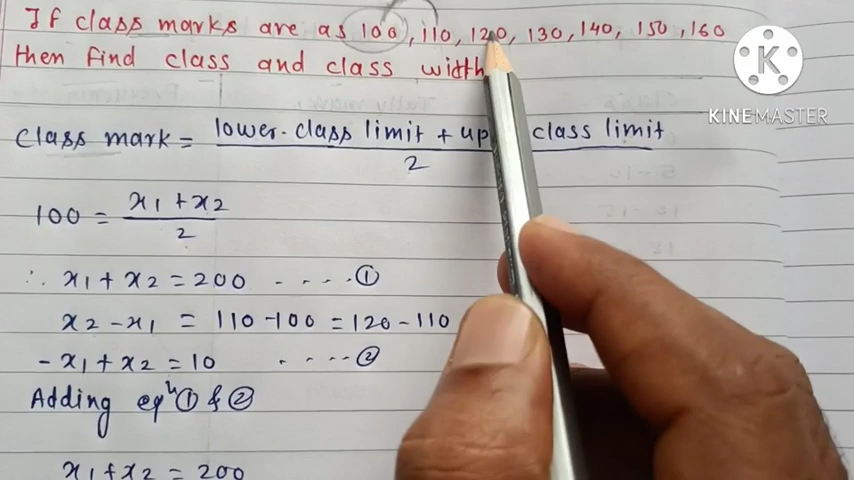 If class marks are as 100, 110, 120, 130, 140, 150, 160
then find class and class width
KINEMASTER
class mark = lower class limit + up class limit
2
100 = x1 + x2
2
∴ x1 + x2 = 200 ..... ①
x2 - x1 = 110 - 100 = 120 - 110
- x1 + x2 = 10 ..... ②
Adding eqn ① & ②
x1 + x2 = 200